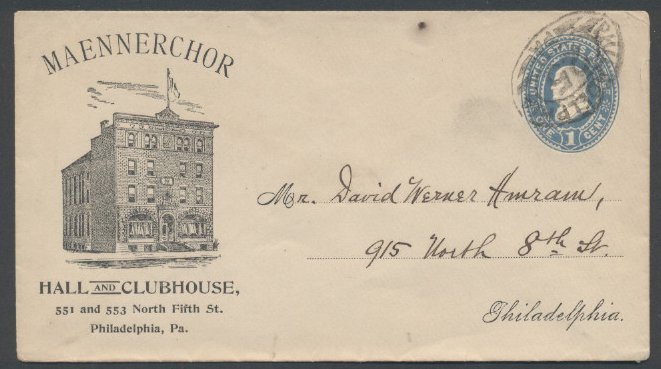 MAENNERCHOR
HALL AND CLUBHOUSE,
551 and 553 North Fifth St.
Philadelphia, Pa.
UNITED STATES
ONE 1 CENT
Mr. David Werner Amram,
915 North 8th St.
Philadelphia.